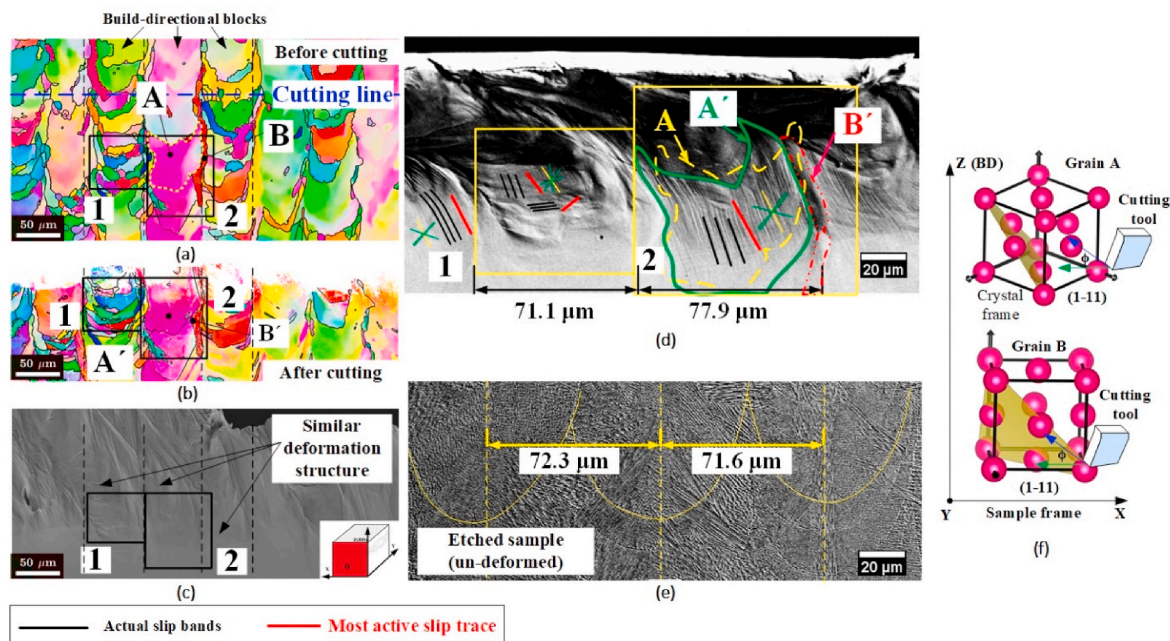 (a)
Build-directional blocks
Before cutting
Cutting line
A
B
1
2
50 μm
(a)
(b)
1
2
A´
B´
After cutting
50 μm
(b)
(c)
Similar
deformation
structure
1
2
50 μm
(c)
(d)
A
A´
B´
1
2
71.1 μm
77.9 μm
20 μm
(d)
72.3 μm
71.6 μm
Etched sample
(un-deformed)
20 μm
(e)
Z (BD)
Grain A
Cutting
tool
ϕ
Crystal
frame
(1-11)
Grain B
Cutting
tool
ϕ
(1-11)
Y
Sample frame
X
(f)
Actual slip bands
Most active slip trace